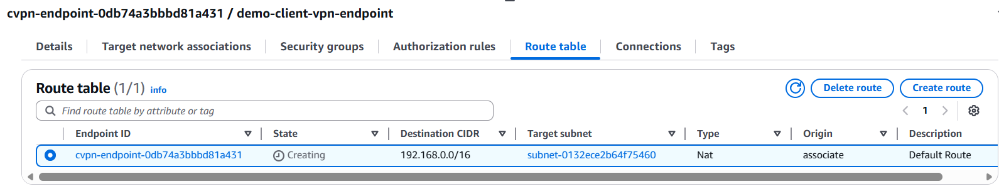 cvpn-endpoint-0db74a3bbbd81a431 / demo-client-vpn-endpoint
Details Target network associations Security groups Authorization rules Route table Connections Tags
Route table (1/1) info Delete route Create route
Find route table by attribute or tag 1
Endpoint ID State Destination CIDR Target subnet Type Origin Description
cvpn-endpoint-0db74a3bbbd81a431 Creating 192.168.0.0/16 subnet-0132ece2b64f75460 Nat associate Default Route